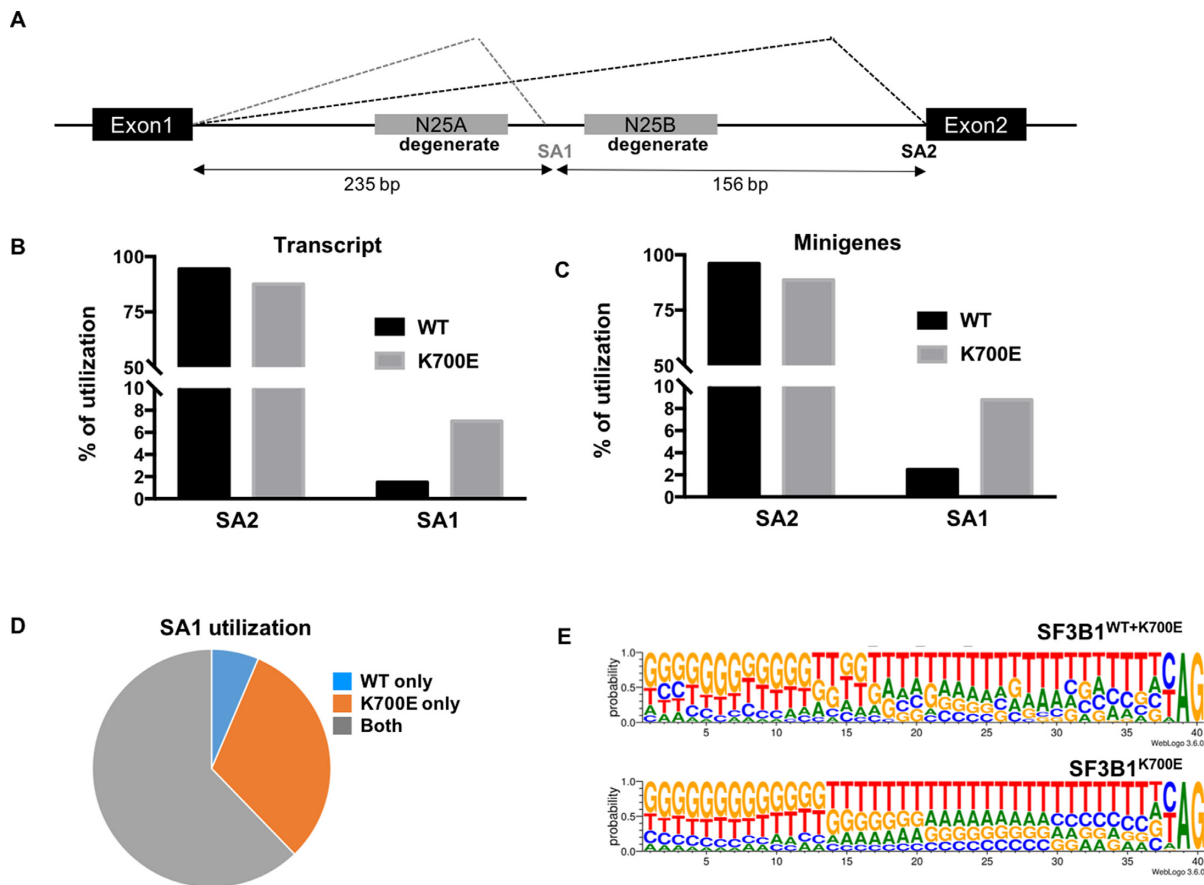 A
Exon1
N25A
degenerate
SA1
N25B
degenerate
SA2
Exon2
235 bp
156 bp
B
Transcript
% of utilization
100
75
50
10
8
6
4
2
0
WT
K700E
SA2
SA1
C
Minigenes
% of utilization
100
75
50
10
8
6
4
2
0
WT
K700E
SA2
SA1
D
SA1 utilization
WT only
K700E only
Both
E
SF3B1WT+K700E
probability
1.0
0.5
0.0
5 10 15 20 25 30 35 40
WebLogo 3.6.0
SF3B1K700E
probability
1.0
0.5
0.0
5 10 15 20 25 30 35 40
WebLogo 3.6.0